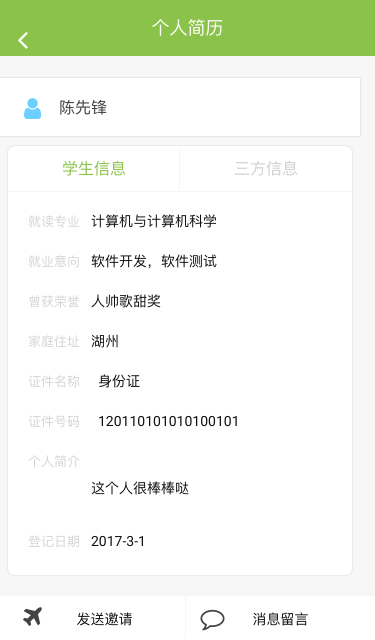 个人简历
陈先锋
学生信息 三方信息
就读专业 计算机与计算机科学
就业意向 软件开发，软件测试
曾获荣誉 人帅歌甜奖
家庭住址 湖州
证件名称 身份证
证件号码 120110101010100101
个人简介
这个人很棒棒哒
登记日期 2017-3-1
发送邀请 消息留言